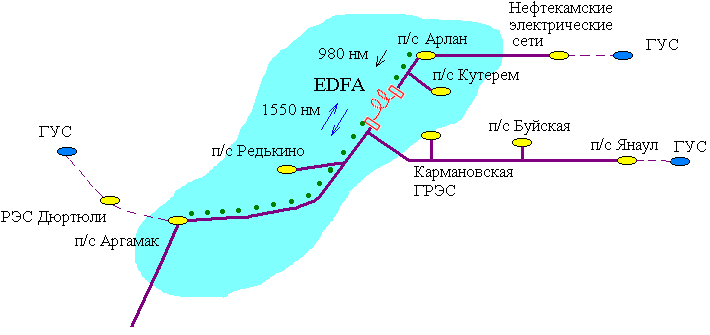 Нефтекамские
электрические
сети
ГУС
п/с Арлан
980 нм
п/с Кутерем
EDFA
1550 нм
п/с Буйская
ГУС
п/с Редькино
п/с Янаул
ГУС
Кармановская
ГРЭС
РЭС Дюртюли
п/с Аргамак